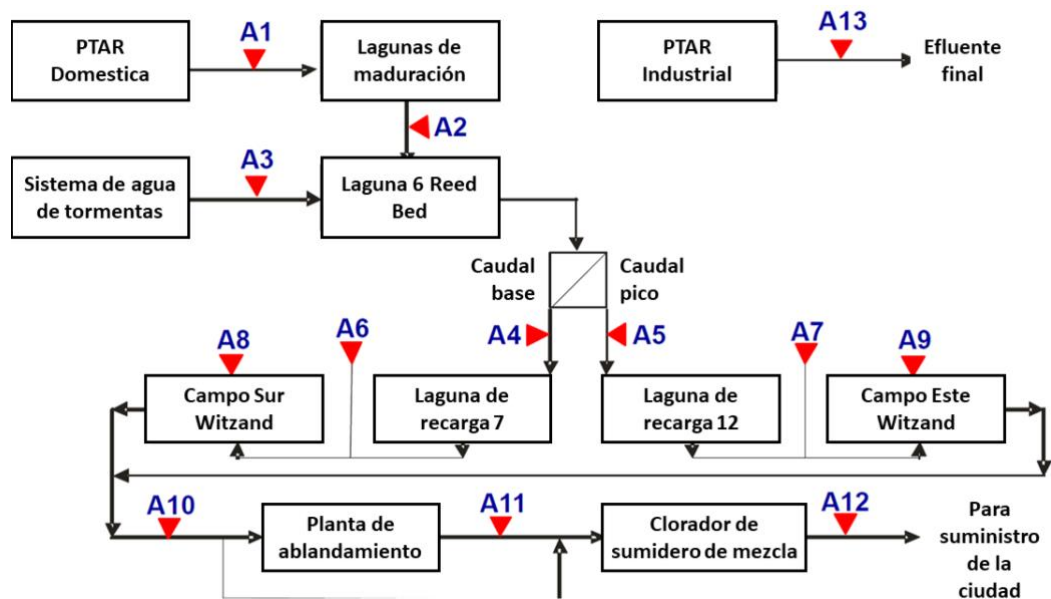 A1
A13
PTAR
Domestica
Lagunas de
maduración
PTAR
Industrial
Efluente
final
A2
A3
Sistema de agua
de tormentas
Laguna 6 Reed
Bed
Caudal
base
Caudal
pico
A4
A5
A6
A7
A8
A9
Campo Sur
Witzand
Laguna de
recarga 7
Laguna de
recarga 12
Campo Este
Witzand
A10
A11
A12
Planta de
ablandamiento
Clorador de
sumidero de mezcla
Para
suministro
de la
ciudad